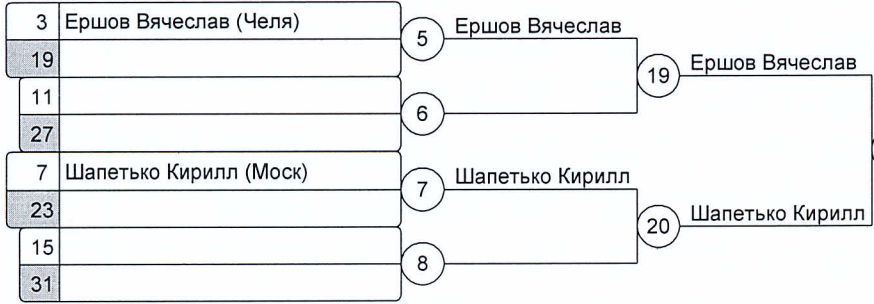 3 Ершов Вячеслав (Челя)
19
5 Ершов Вячеслав
19 Ершов Вячеслав
11
27
6
7 Шапетько Кирилл (Моск)
23
7 Шапетько Кирилл
20 Шапетько Кирилл
15
31
8